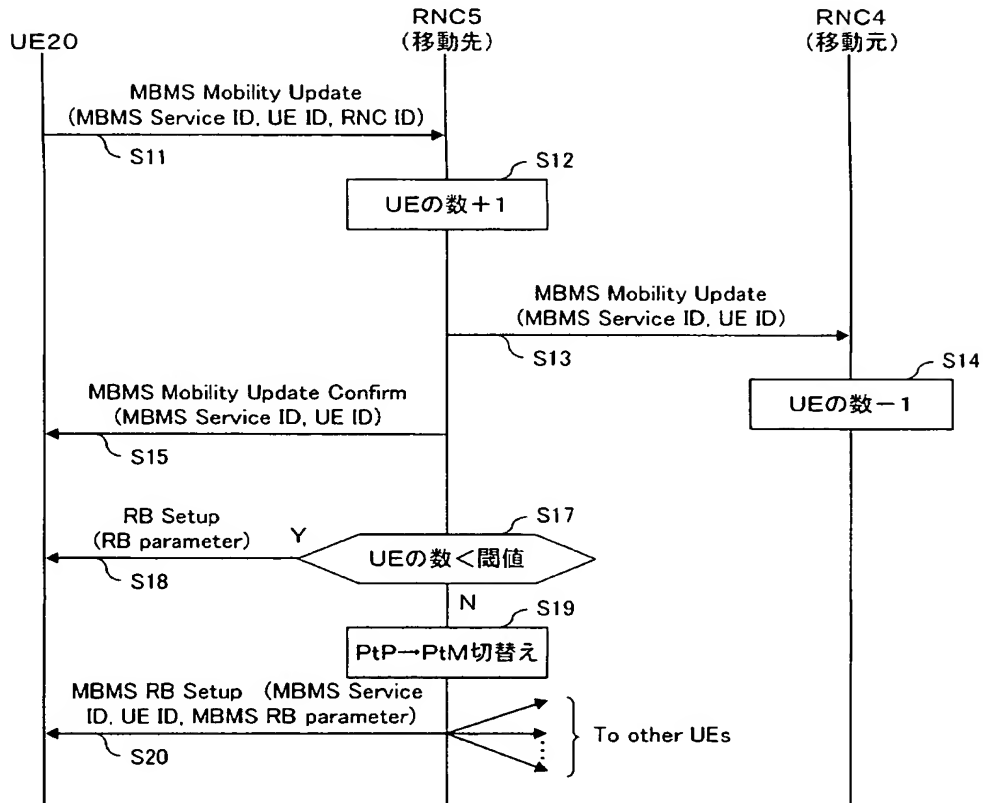 UE20
RNC5
(移動先)
RNC4
(移動元)
MBMS Mobility Update
(MBMS Service ID, UE ID, RNC ID)
S11
S12
UEの数+1
MBMS Mobility Update
(MBMS Service ID, UE ID)
S13
S14
UEの数-1
MBMS Mobility Update Confirm
(MBMS Service ID, UE ID)
S15
S17
RB Setup
(RB parameter)
Y
UEの数<閾値
S18
N
S19
PtP→PtM切替え
MBMS RB Setup (MBMS Service
ID, UE ID, MBMS RB parameter)
S20
To other UEs